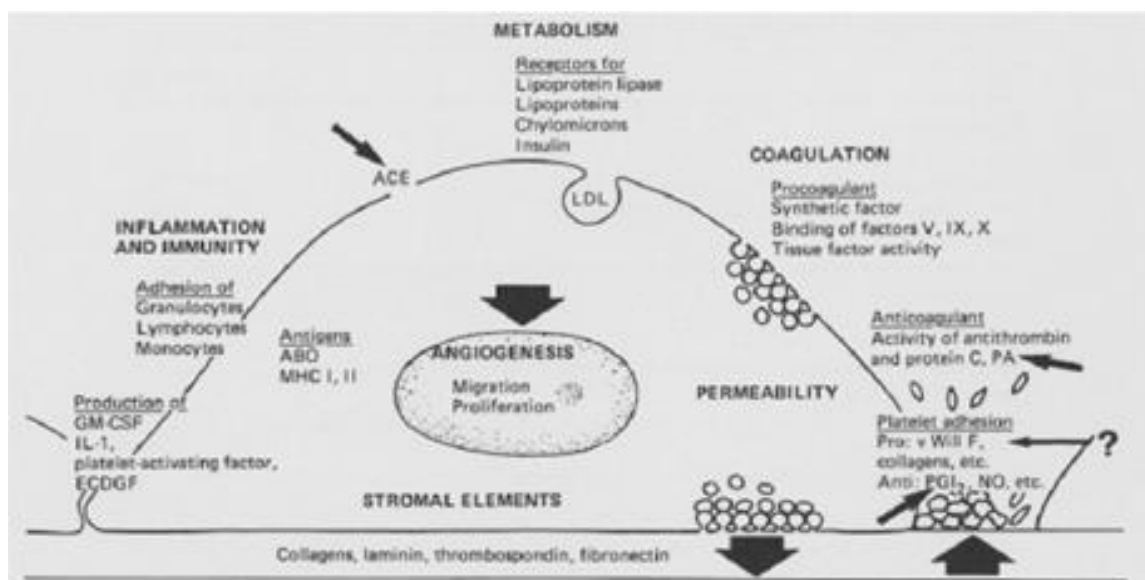 METABOLISM
Receptors for
Lipoprotein lipase
Lipoproteins
Chylomicrons
Insulin
ACE
LDL
COAGULATION
Procoagulant
Synthetic factor
Binding of factors V, IX, X
Tissue factor activity
INFLAMMATION
AND IMMUNITY
Adhesion of
Granulocytes
Lymphocytes
Monocytes
Antigens
ABO
MHC I, II
ANGIOGENESIS
Migration
Proliferation
Anticoagulant
Activity of antithrombin
and protein C, PA
PERMEABILITY
Production of
GM-CSF
IL-1,
platelet-activating factor,
ECDGF
Platelet adhesion
Pro: v Will F,
collagens, etc.
Anti: PGI2, NO, etc.
?
STROMAL ELEMENTS
Collagens, laminin, thrombospondin, fibronectin